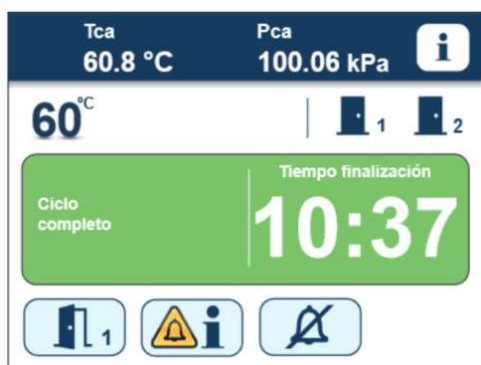 Tca Pca
60.8 °C 100.06 kPa i
60°C 1 2
Tiempo finalización
Ciclo
completo
10:37
1 i